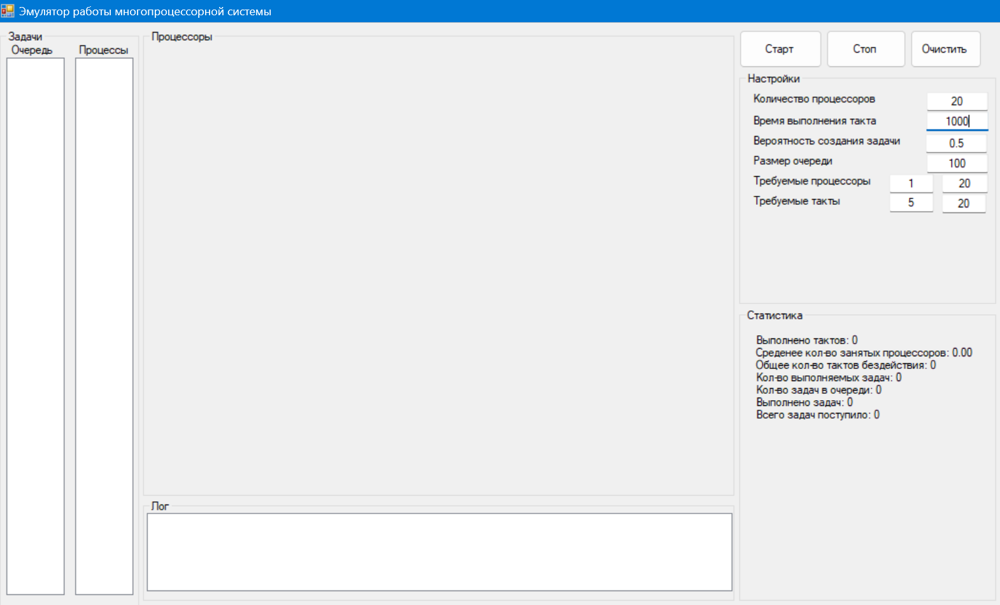 Эмулятор работы многопроцессорной системы
Задачи
Очередь
Процессы
Процессоры
Лог
Старт
Стоп
Очистить
Настройки
Количество процессоров 20
Время выполнения такта 1000
Вероятность создания задачи 0.5
Размер очереди 100
Требуемые процессоры 1 20
Требуемые такты 5 20
Статистика
Выполнено тактов: 0
Среденее кол-во занятых процессоров: 0.00
Общее кол-во тактов бездействия: 0
Кол-во выполняемых задач: 0
Кол-во задач в очереди: 0
Выполнено задач: 0
Всего задач поступило: 0